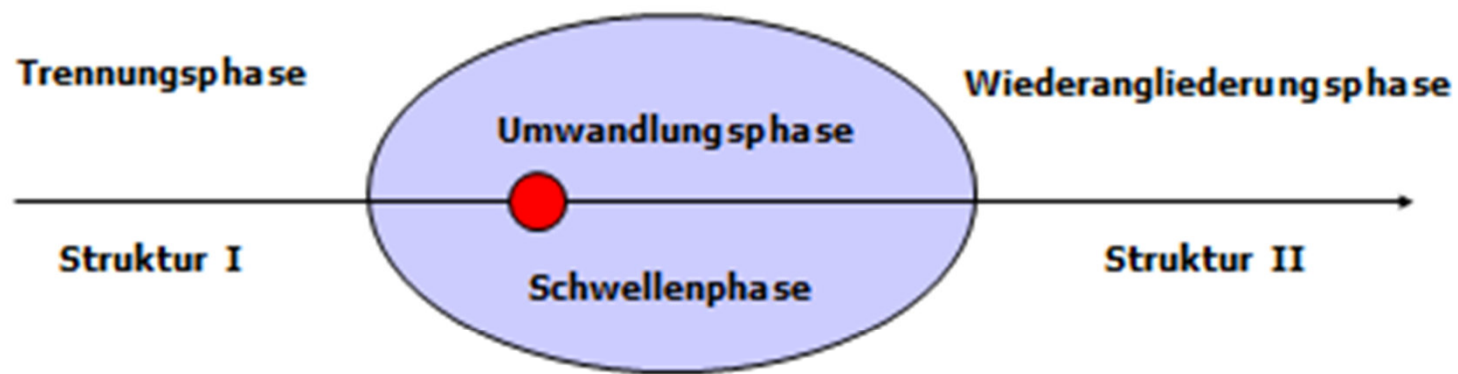 Trennungsphase
Umwandlungsphase
Wiederangliederungsphase
Struktur I
Schwellenphase
Struktur II